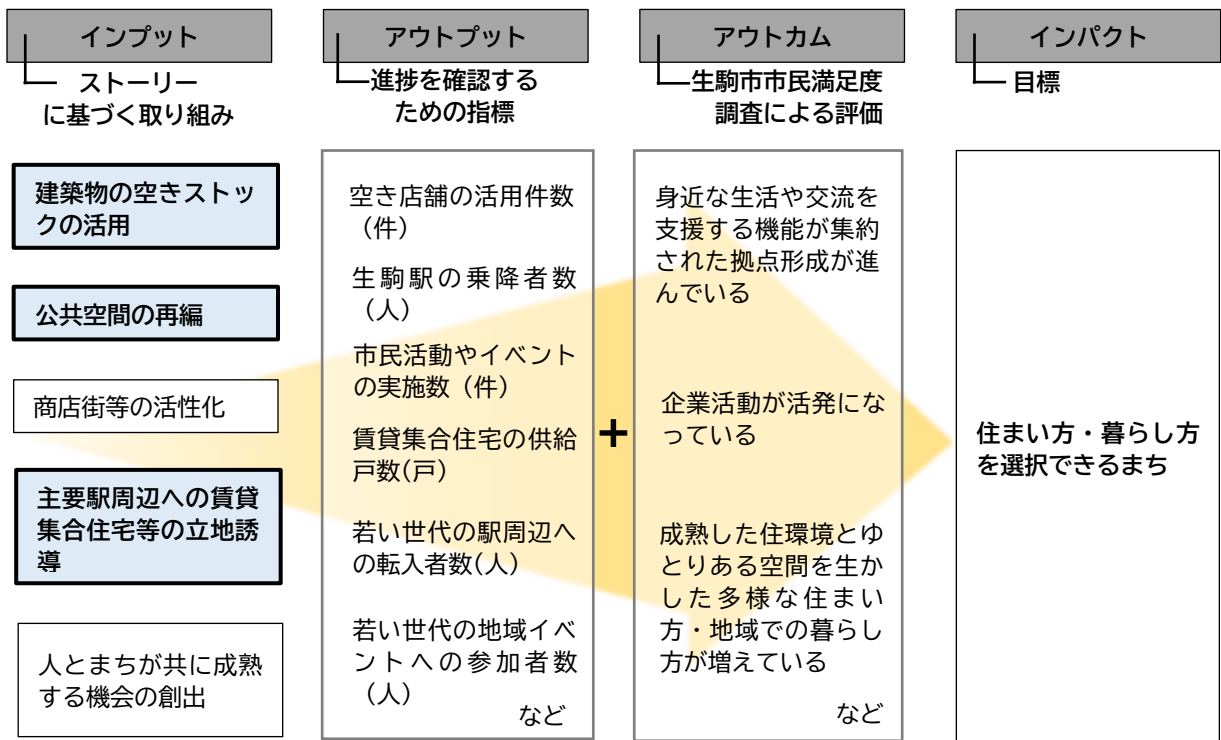 インプット
ストーリー
に基づく取り組み
建築物の空きストッ
クの活用
公共空間の再編
商店街等の活性化
主要駅周辺への賃貸
集合住宅等の立地誘
導
人とまちが共に成熟
する機会の創出
アウトプット
進捗を確認する
ための指標
空き店舗の活用件数
（件）
生駒駅の乗降者数
（人）
市民活動やイベント
の実施数（件）
賃貸集合住宅の供給
戸数(戸)
若い世代の駅周辺へ
の転入者数(人)
若い世代の地域イベ
ントへの参加者数
（人）
など
+
アウトカム
生駒市市民満足度
調査による評価
身近な生活や交流を
支援する機能が集約
された拠点形成が進
んでいる
企業活動が活発にな
っている
成熟した住環境とゆ
とりある空間を生か
した多様な住まい
方・地域での暮らし
方が増えている
など
インパクト
目標
住まい方・暮らし方
を選択できるまち